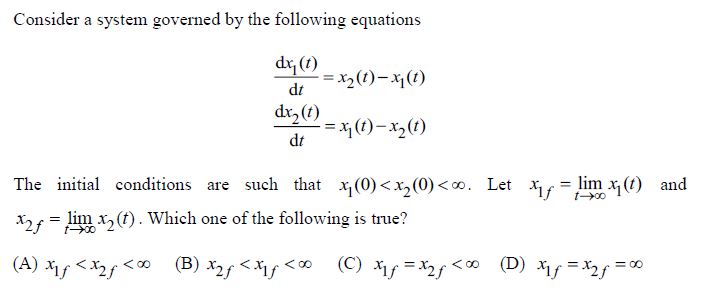 Consider a system governed by the following equations
dx₁(t)/dt = x₂(t) − x₁(t)
dx₂(t)/dt = x₁(t) − x₂(t)
The initial conditions are such that x₁(0) < x₂(0) < ∞. Let x₁f = lim t→∞ x₁(t) and
x₂f = lim t→∞ x₂(t). Which one of the following is true?
(A) x₁f < x₂f < ∞ (B) x₂f < x₁f < ∞ (C) x₁f = x₂f < ∞ (D) x₁f = x₂f = ∞